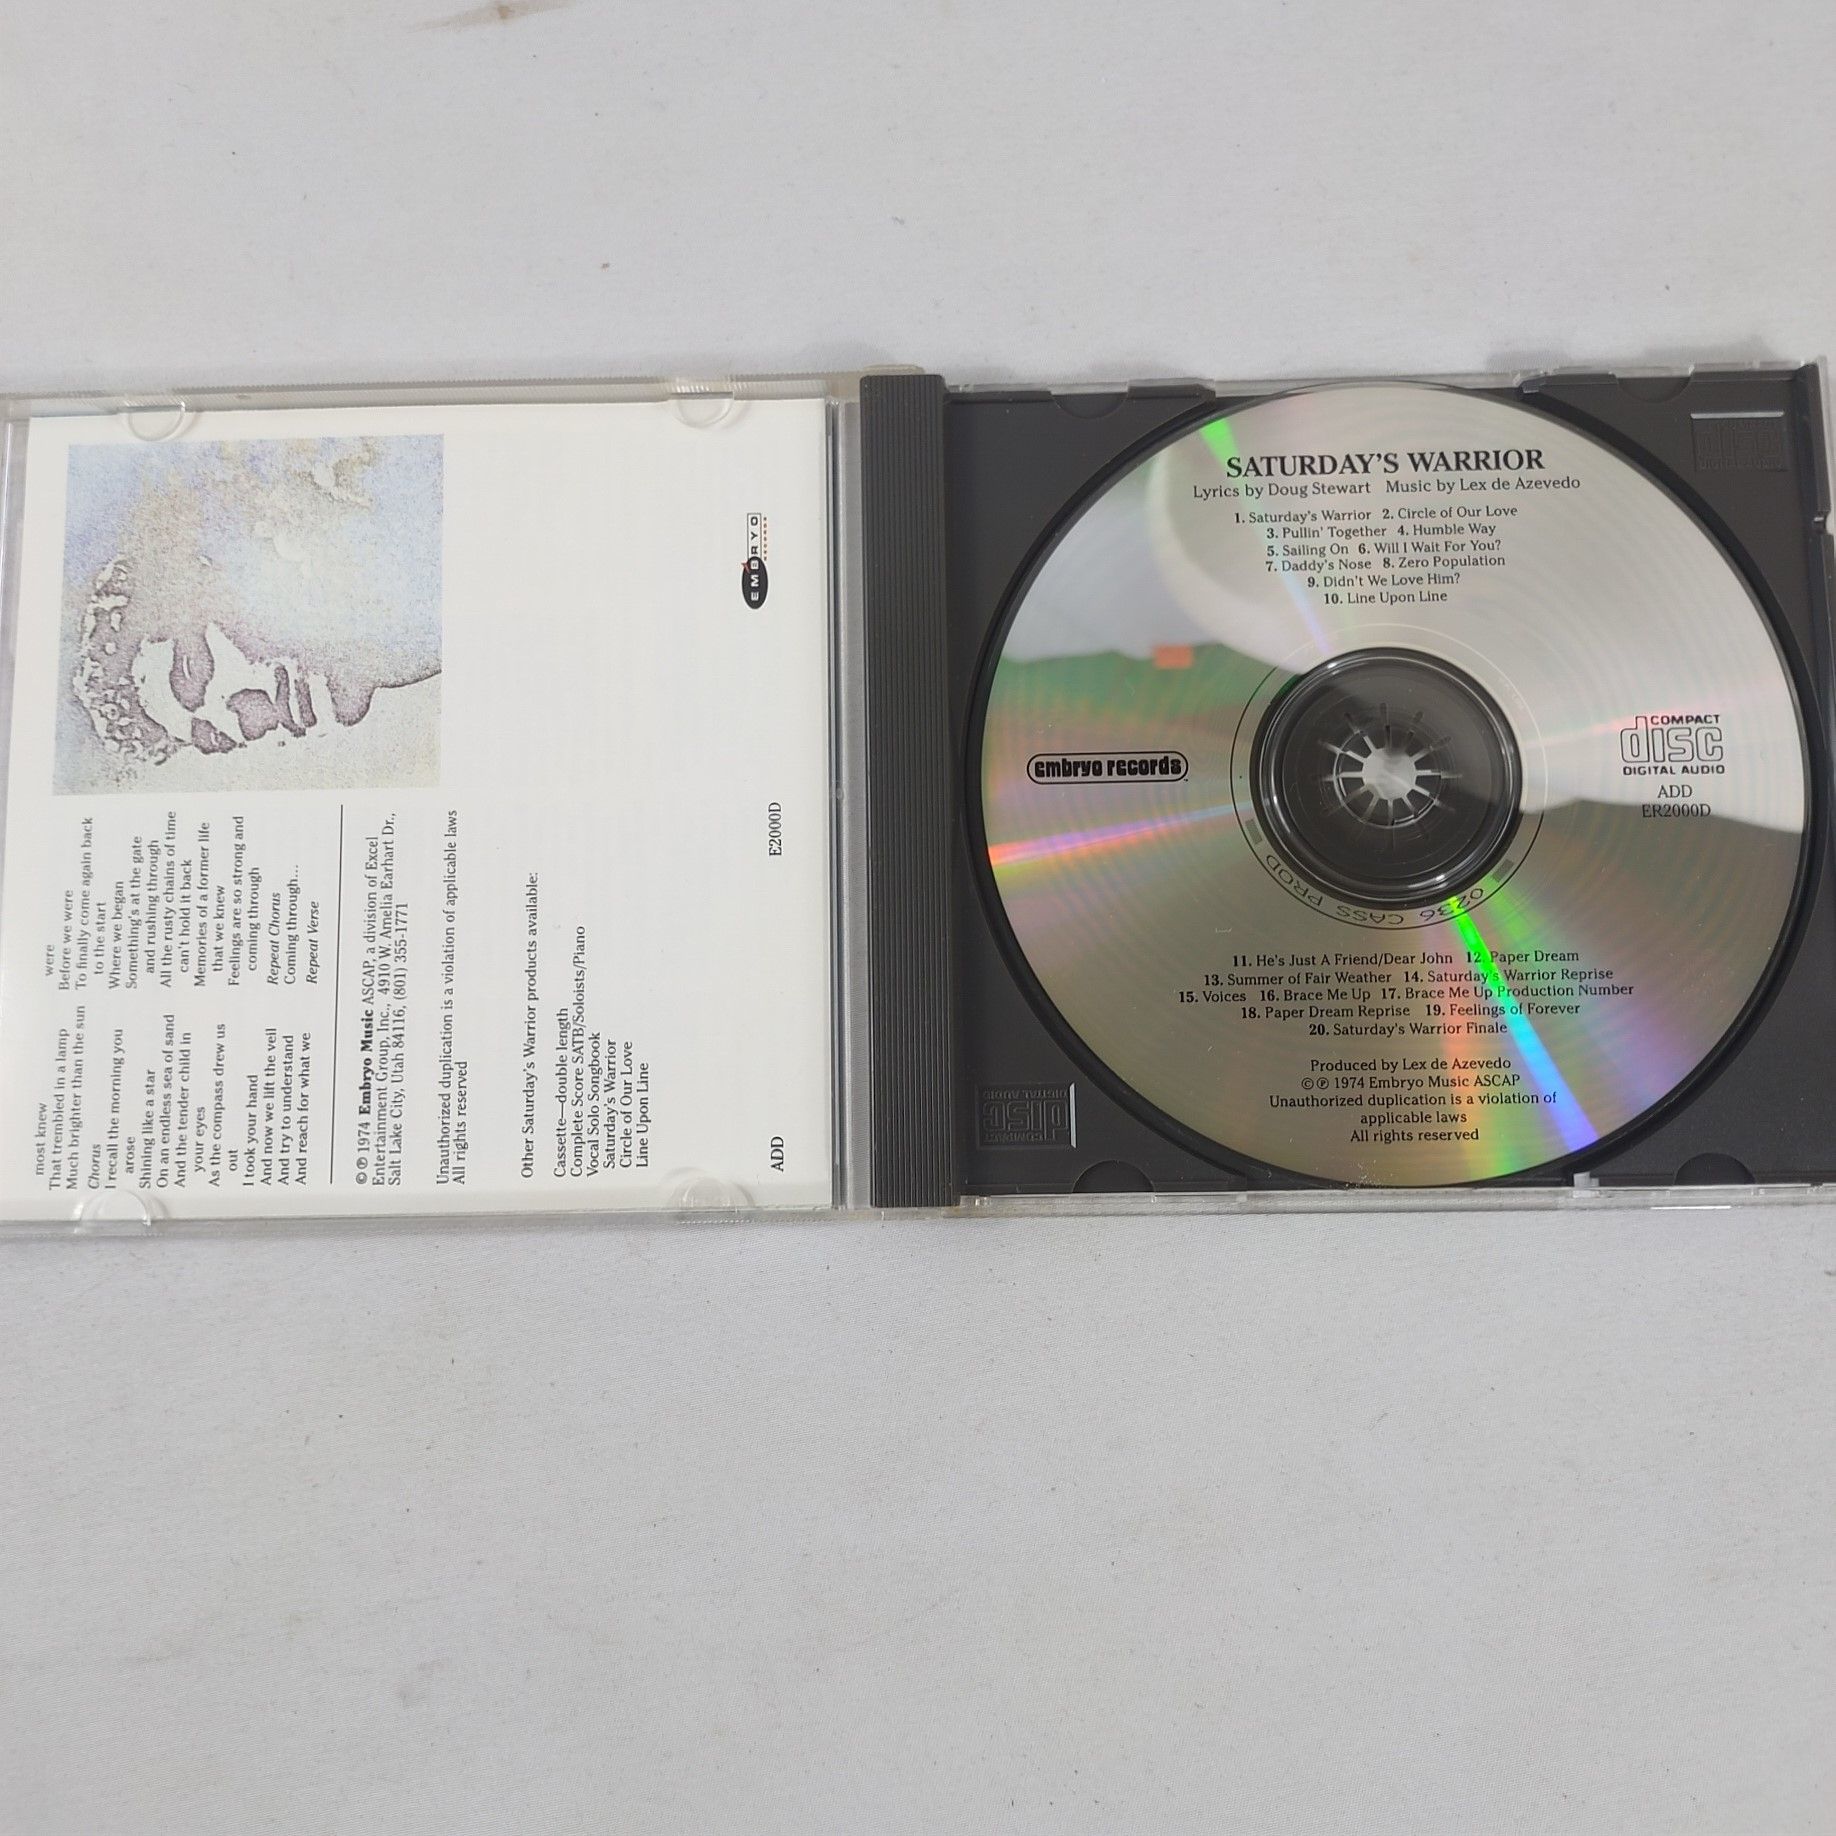 most knew
That trembled in a lamp
Much brighter than the sun
Chorus
I recall the morning you
arose
Shining like a star
On an endless sea of sand
And the tender child in
your eyes
As the compass drew us
out
I took your hand
And now we lift the veil
And try to understand
And reach for what we
were
Before we were
To finally come again back
to the start
Where we began
Something's at the gate
and rushing through
All the rusty chains of time
can't hold it back
Memories of a former life
that we knew
Feelings are so strong and
coming through
Repeat Chorus
Coming through...
Repeat Verse
©℗ 1974 Embryo Music ASCAP, a division of Excel
Entertainment Group, Inc., 4910 W. Amelia Earhart Dr.,
Salt Lake City, Utah 84116, (801) 355-1771
Unauthorized duplication is a violation of applicable laws
All rights reserved
Other Saturday's Warrior products available:
Cassette—double length
Complete Score SATB/Soloists/Piano
Vocal Solo Songbook
Saturday's Warrior
Circle of Our Love
Line Upon Line
ADD
E2000D
EMBRYO
records
SATURDAY'S WARRIOR
Lyrics by Doug Stewart Music by Lex de Azevedo
1. Saturday's Warrior 2. Circle of Our Love
3. Pullin' Together 4. Humble Way
5. Sailing On 6. Will I Wait For You?
7. Daddy's Nose 8. Zero Population
9. Didn't We Love Him?
10. Line Upon Line
embryo records
COMPACT
disc
DIGITAL AUDIO
ADD
ER2000D
0236 CASS PROD
11. He's Just A Friend/Dear John 12. Paper Dream
13. Summer of Fair Weather 14. Saturday's Warrior Reprise
15. Voices 16. Brace Me Up 17. Brace Me Up Production Number
18. Paper Dream Reprise 19. Feelings of Forever
20. Saturday's Warrior Finale
Produced by Lex de Azevedo
©℗ 1974 Embryo Music ASCAP
Unauthorized duplication is a violation of
applicable laws
All rights reserved
COMPACT
disc
DIGITAL AUDIO
COMPACT
disc
DIGITAL AUDIO